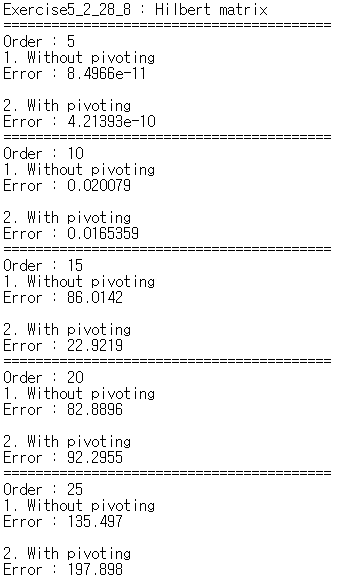 Exercise5_2_28_8 : Hilbert matrix
=========================================
Order : 5
1. Without pivoting
Error : 8.4966e-11

2. With pivoting
Error : 4.21393e-10
=========================================
Order : 10
1. Without pivoting
Error : 0.020079

2. With pivoting
Error : 0.0165359
=========================================
Order : 15
1. Without pivoting
Error : 86.0142

2. With pivoting
Error : 22.9219
=========================================
Order : 20
1. Without pivoting
Error : 82.8896

2. With pivoting
Error : 92.2955
=========================================
Order : 25
1. Without pivoting
Error : 135.497

2. With pivoting
Error : 197.898